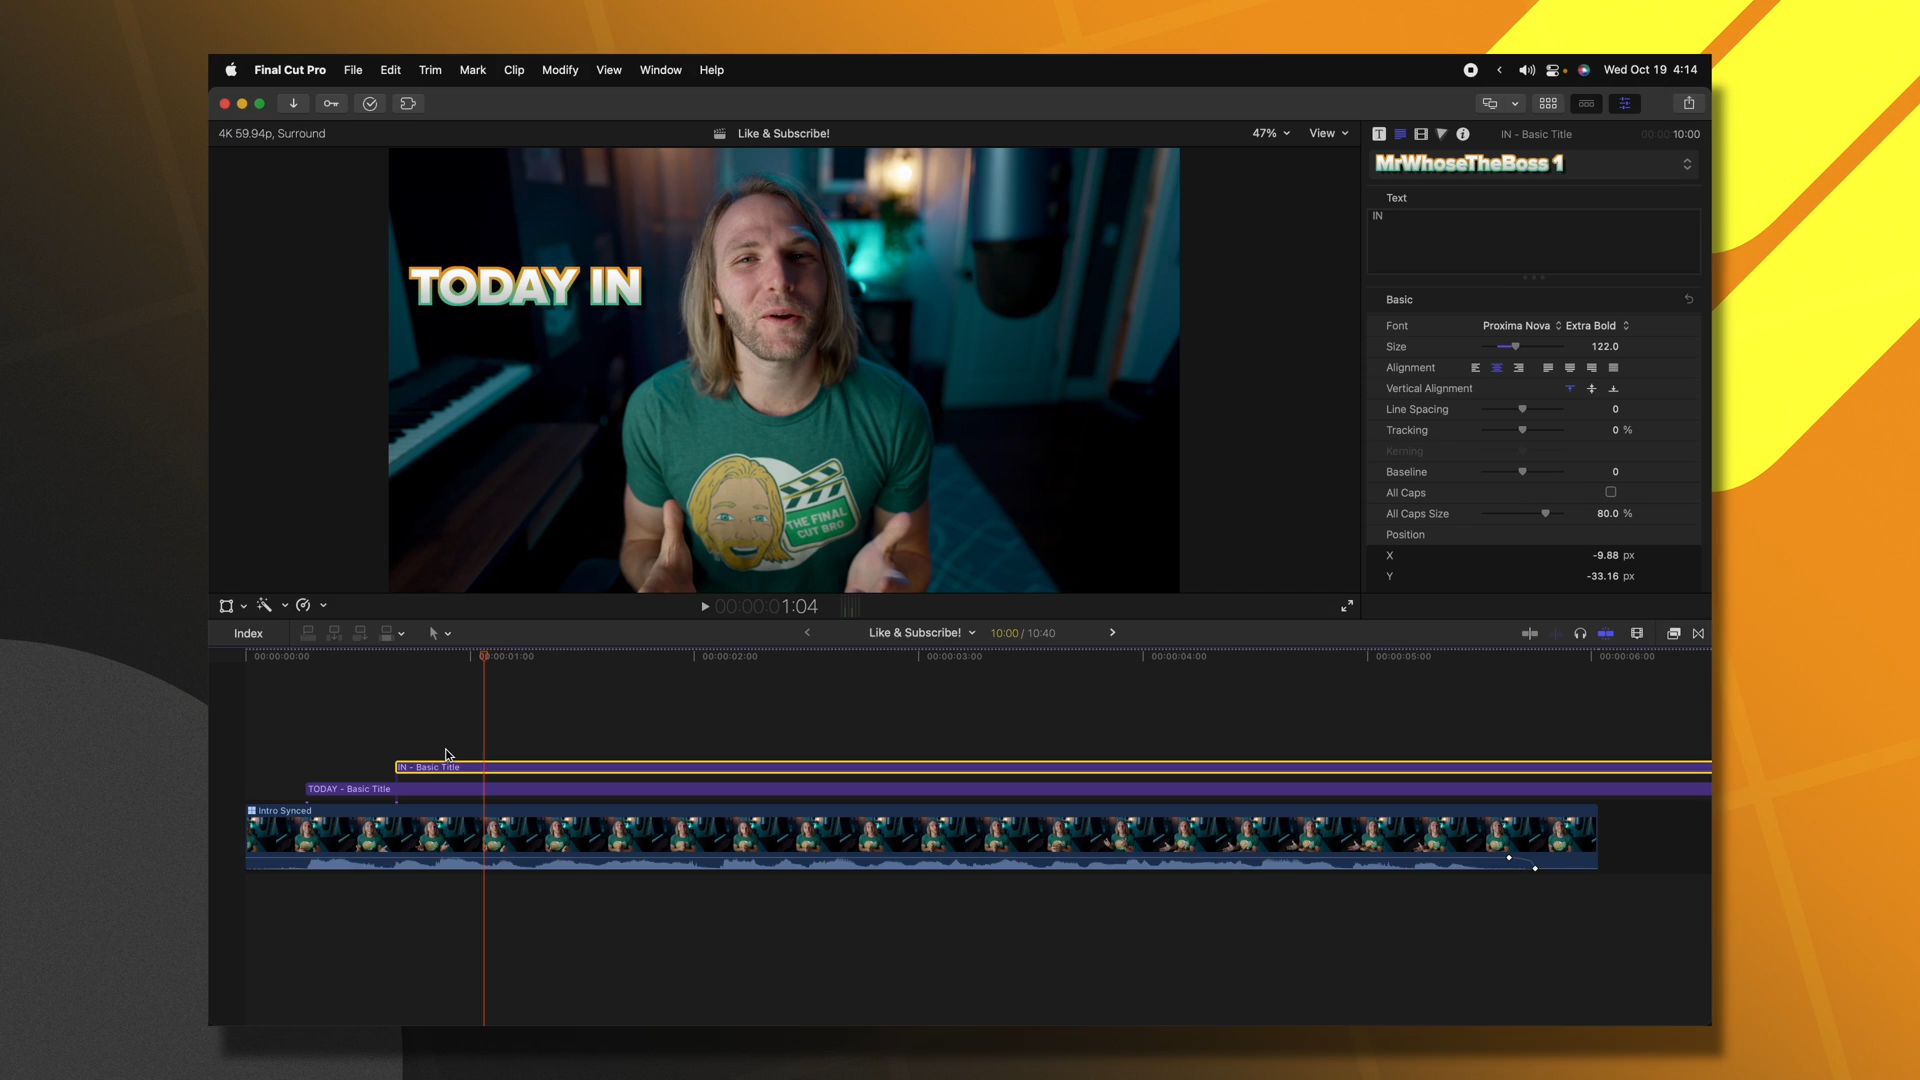 Final Cut Pro File Edit Trim Mark Clip Modify View Window Help Wed Oct 19 4:14
4K 59.94p, Surround Like & Subscribe! 47% View
T i IN - Basic Title 00:00:10:00
MrWhoseTheBoss 1
Text
IN
Basic
Font Proxima Nova Extra Bold
Size 122.0
Alignment
Vertical Alignment
Line Spacing 0
Tracking 0 %
Kerning
Baseline 0
All Caps
All Caps Size 80.0 %
Position
X -9.88 px
Y -33.16 px
TODAY IN
THE FINAL
CUT BRO
00:00:01:04
Index Like & Subscribe! 10:00 / 10:40
00:00:00:00 00:00:01:00 00:00:02:00 00:00:03:00 00:00:04:00 00:00:05:00 00:00:06:00
IN - Basic Title
TODAY - Basic Title
Intro Synced